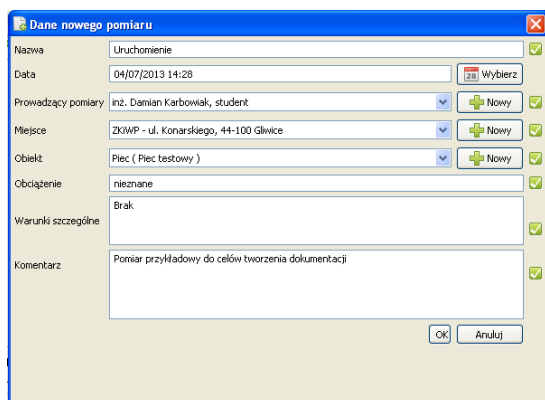 Dane nowego pomiaru
Nazwa Uruchomienie
Data 04/07/2013 14:28 28 Wybierz
Prowadzący pomiary inż. Damian Karbowiak, student Nowy
Miejsce ZKiWP - ul. Konarskiego, 44-100 Gliwice Nowy
Obiekt Piec ( Piec testowy ) Nowy
Obciążenie nieznane
Warunki szczególne Brak
Komentarz Pomiar przykładowy do celów tworzenia dokumentacji
OK Anuluj